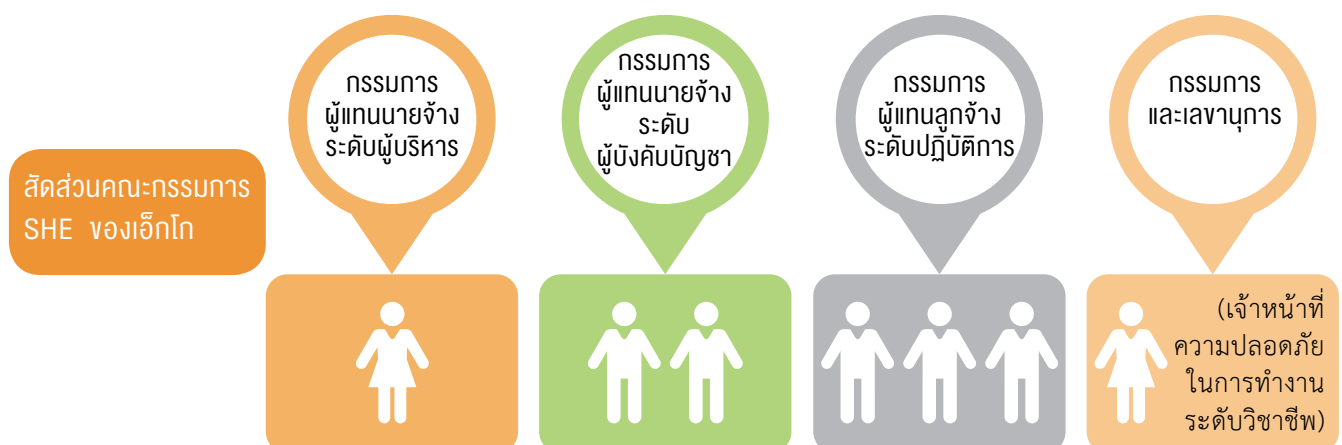 สัดส่วนคณะกรรมการ
SHE ของเอ็กโก
กรรมการ
ผู้แทนนายจ้าง
ระดับผู้บริหาร
กรรมการ
ผู้แทนนายจ้าง
ระดับ
ผู้บังคับบัญชา
กรรมการ
ผู้แทนลูกจ้าง
ระดับปฏิบัติการ
กรรมการ
และเลขานุการ
(เจ้าหน้าที่
ความปลอดภัย
ในการทำงาน
ระดับวิชาชีพ)